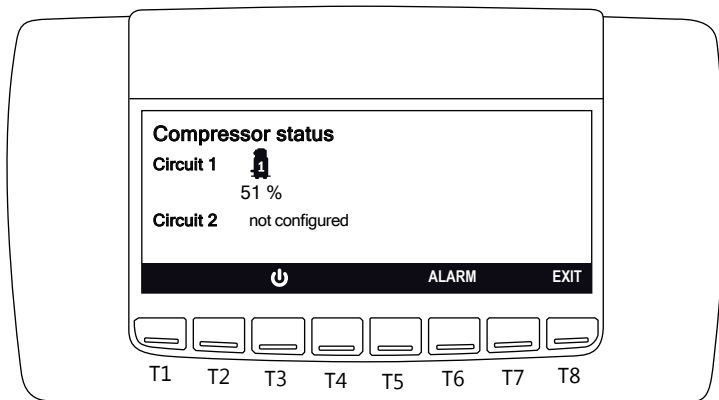 Compressor status
Circuit 1 1
51 %
Circuit 2 not configured
ALARM EXIT
T1 T2 T3 T4 T5 T6 T7 T8